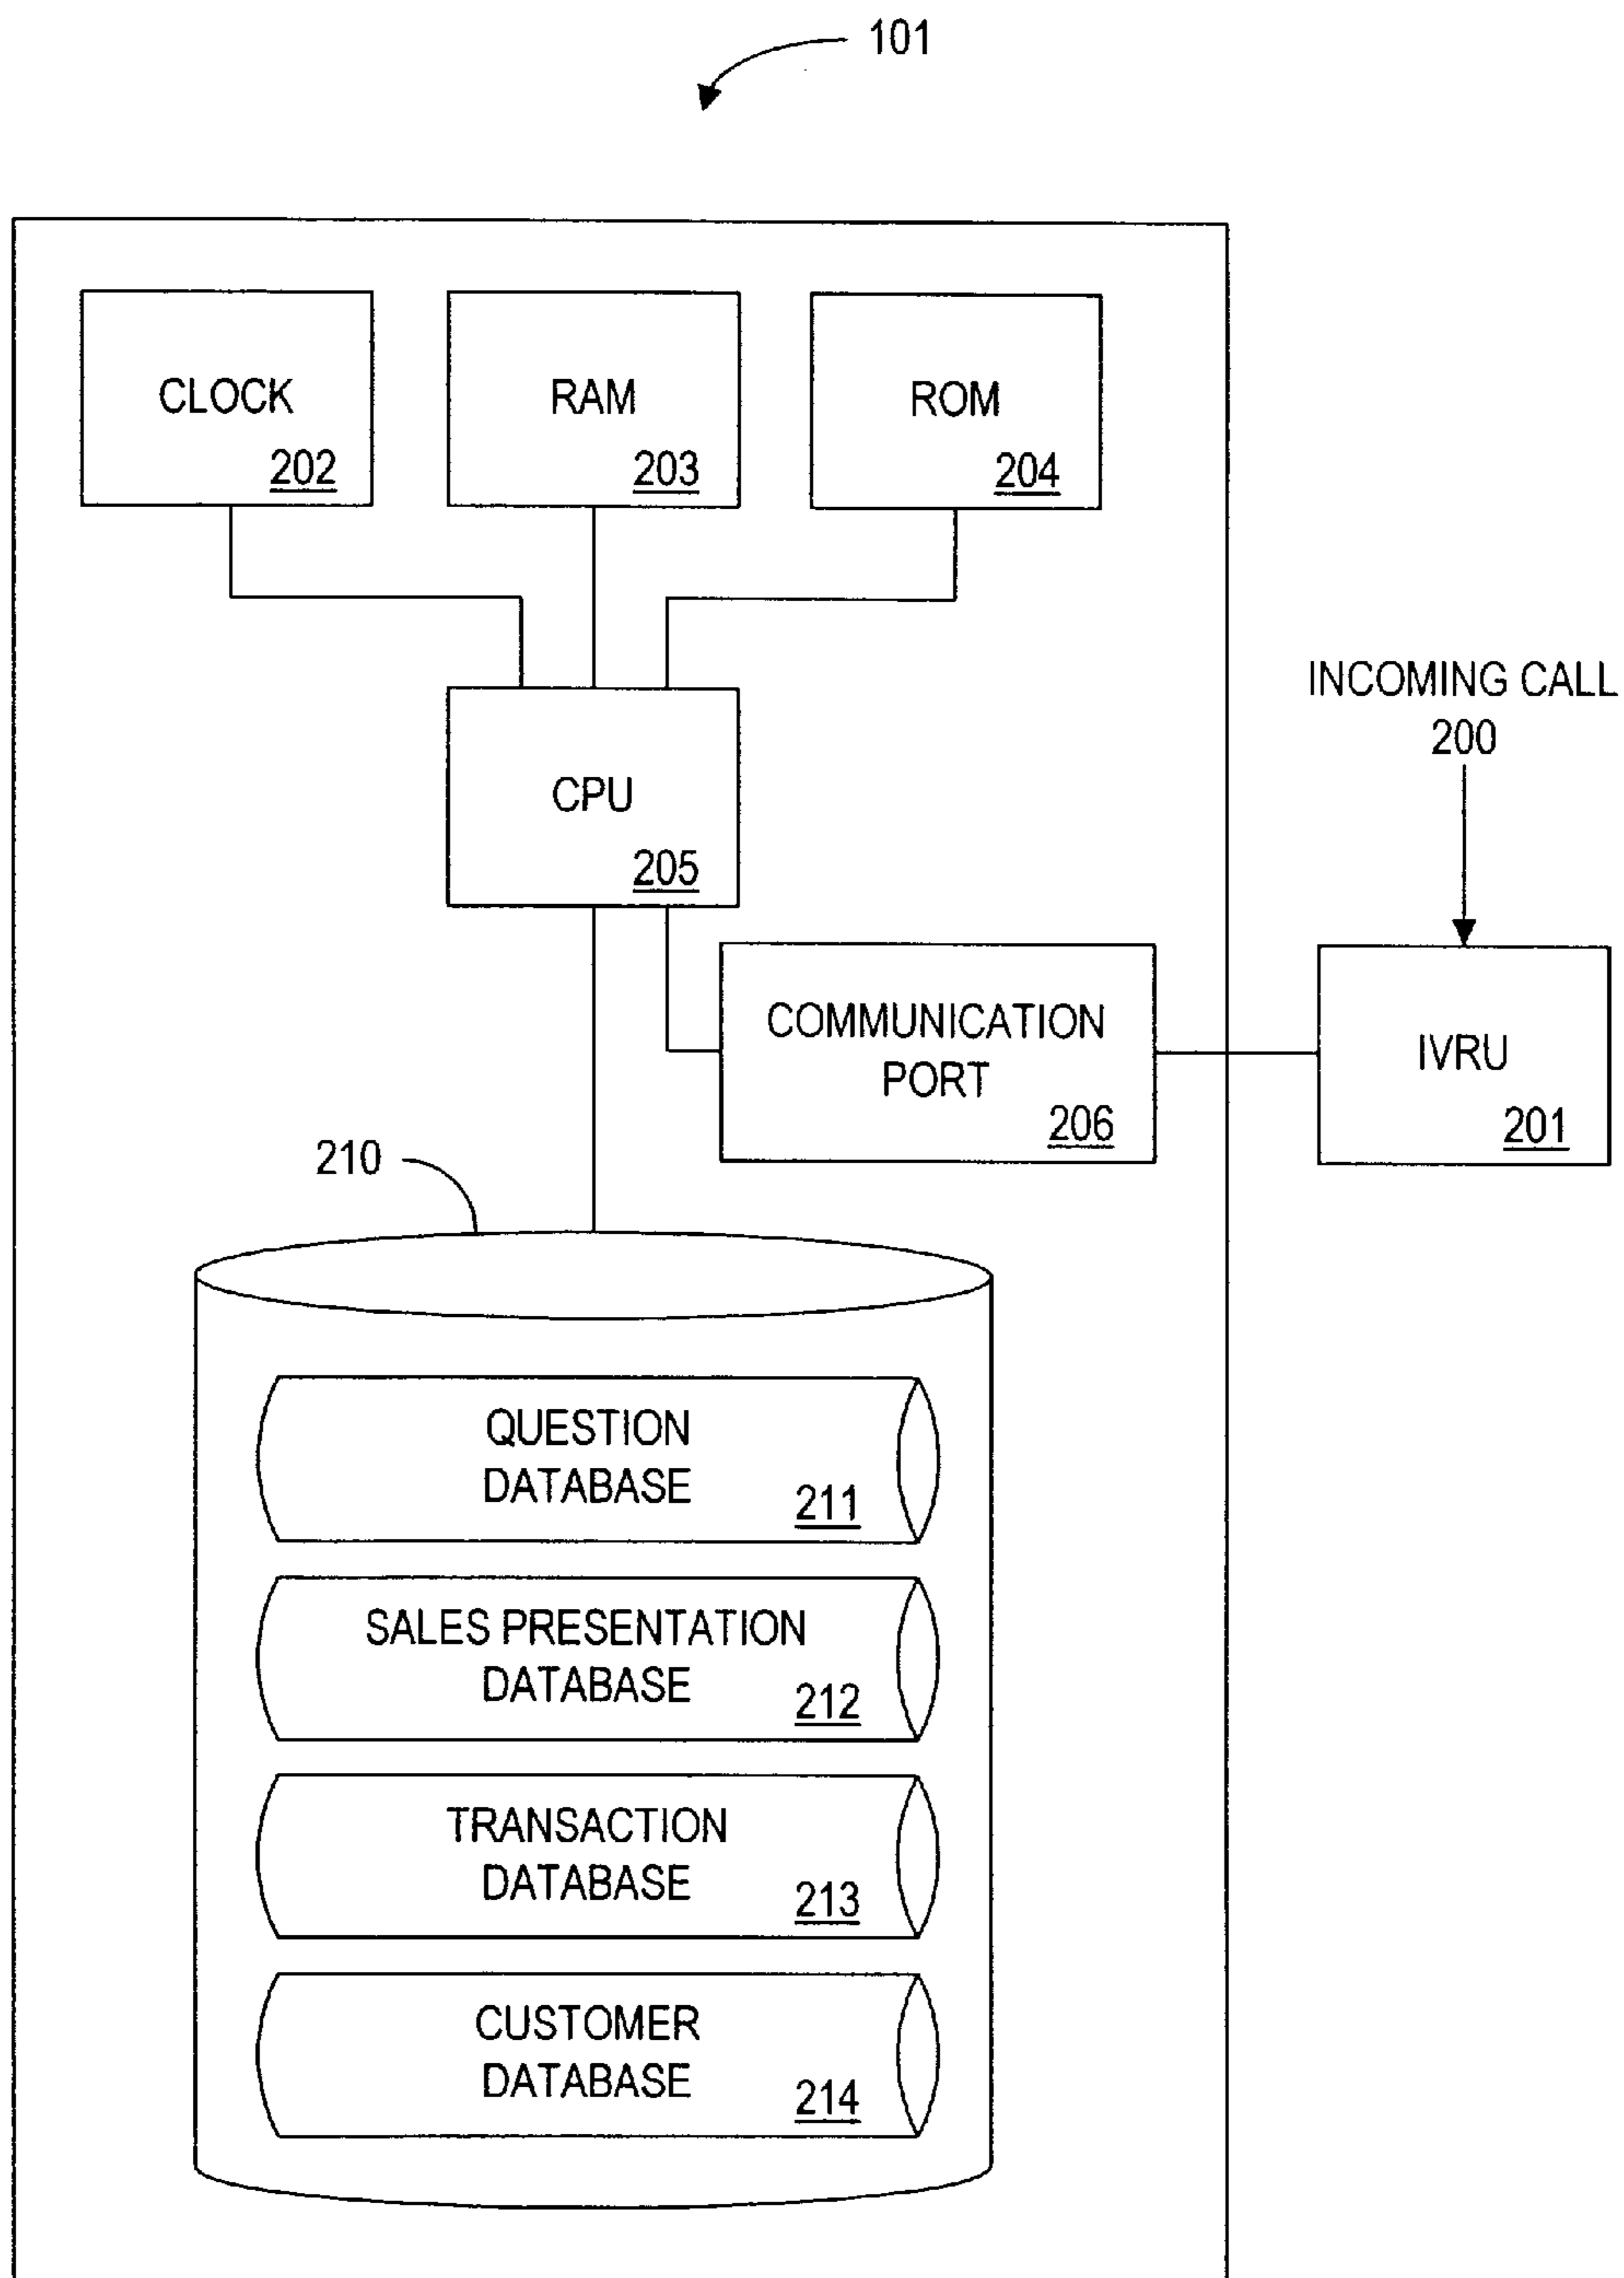 101
CLOCK
202
RAM
203
ROM
204
CPU
205
INCOMING CALL
200
COMMUNICATION
PORT
206
IVRU
201
210
QUESTION
DATABASE
211
SALES PRESENTATION
DATABASE
212
TRANSACTION
DATABASE
213
CUSTOMER
DATABASE
214